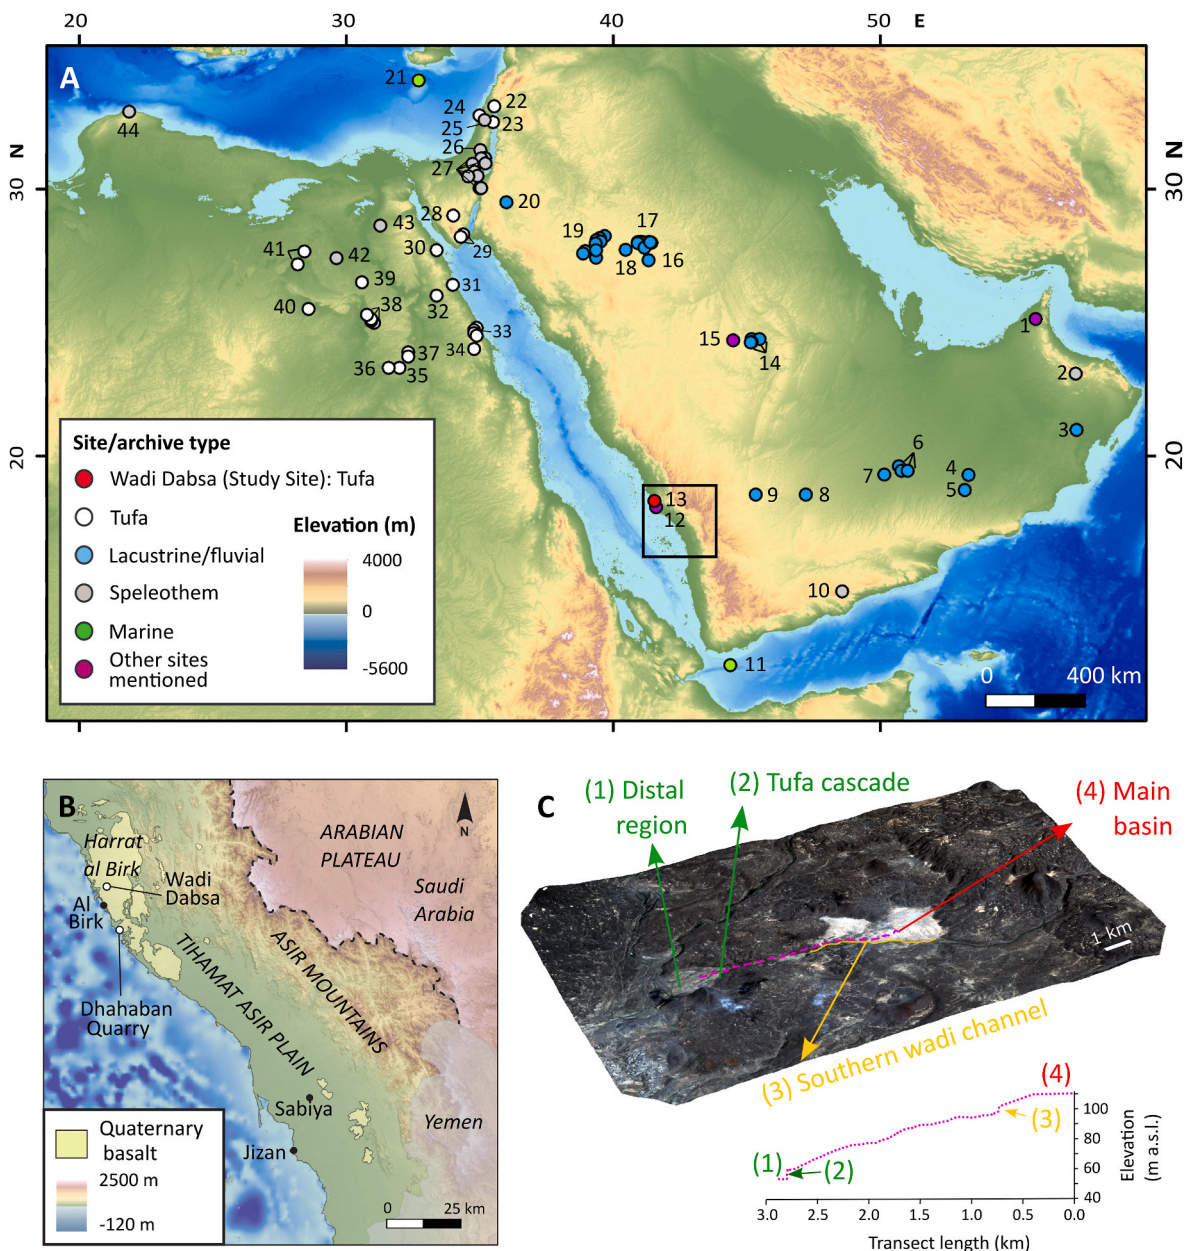 20
30
40
50
E
A
21
22
24
23
25
44
26
27
N
30
N
30
20
28
43
29
30
19
17
18
16
41
42
39
31
40
38
32
33
15
14
1
34
37
36
35
2
3
20
20
6
7
4
5
9
8
13
12
10
11
Site/archive type
Wadi Dabsa (Study Site): Tufa
Tufa
Lacustrine/fluvial
Speleothem
Marine
Other sites
mentioned
Elevation (m)
4000
0
-5600
0
400 km
B
N
Harrat
al Birk
ARABIAN
PLATEAU
Saudi
Arabia
Wadi
Dabsa
Al
Birk
TIHAMAT ASIR PLAIN
ASIR MOUNTAINS
Dhahaban
Quarry
Sabiya
Jizan
Yemen
Quaternary
basalt
2500 m
-120 m
0
25 km
C
(1) Distal
region
(2) Tufa cascade
(4) Main
basin
1 km
(3) Southern wadi channel
(4)
(3)
(1)
(2)
100
80
60
40
Elevation
(m a.s.l.)
3.0
2.5
2.0
1.5
1.0
0.5
0.0
Transect length (km)